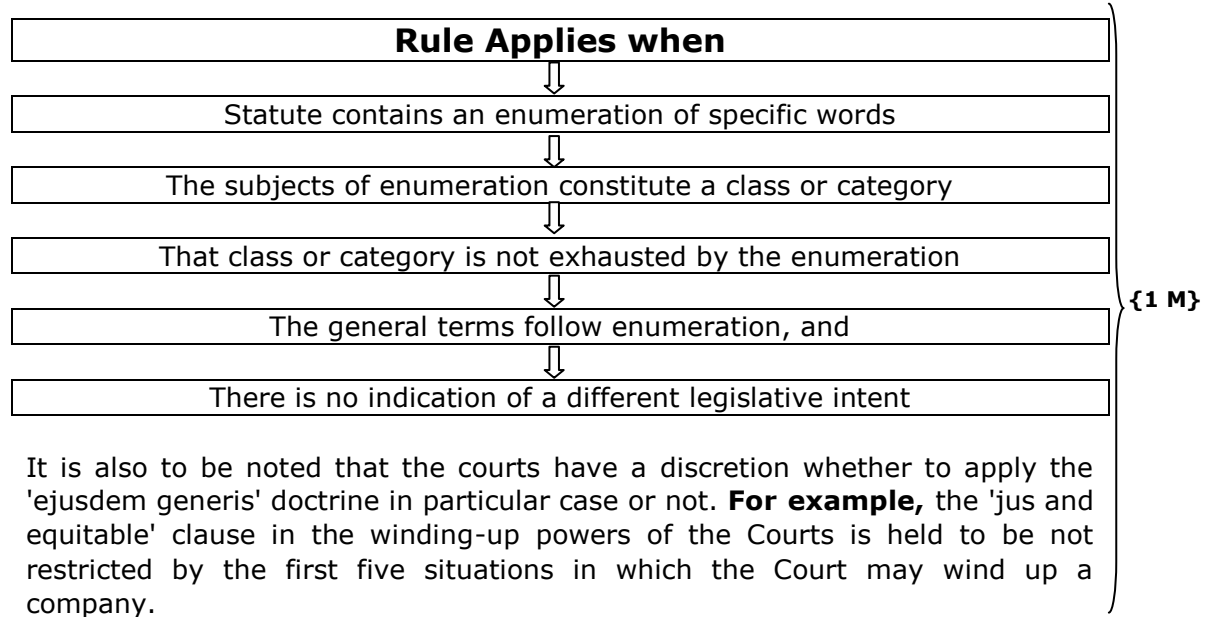 Rule Applies when
Statute contains an enumeration of specific words
The subjects of enumeration constitute a class or category
That class or category is not exhausted by the enumeration
{1 M}
The general terms follow enumeration, and
There is no indication of a different legislative intent
It is also to be noted that the courts have a discretion whether to apply the
'ejusdem generis' doctrine in particular case or not. For example, the 'jus and
equitable' clause in the winding-up powers of the Courts is held to be not
restricted by the first five situations in which the Court may wind up a
company.